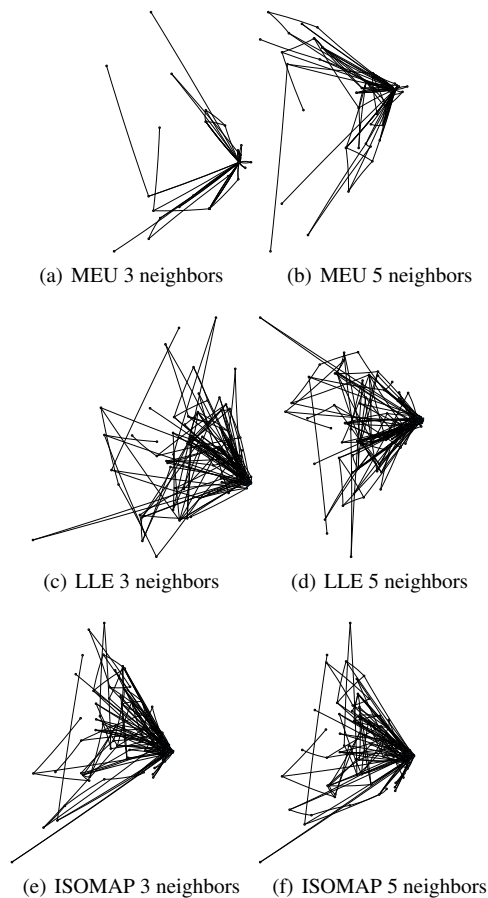 (a) MEU 3 neighbors
(b) MEU 5 neighbors
(c) LLE 3 neighbors
(d) LLE 5 neighbors
(e) ISOMAP 3 neighbors
(f) ISOMAP 5 neighbors